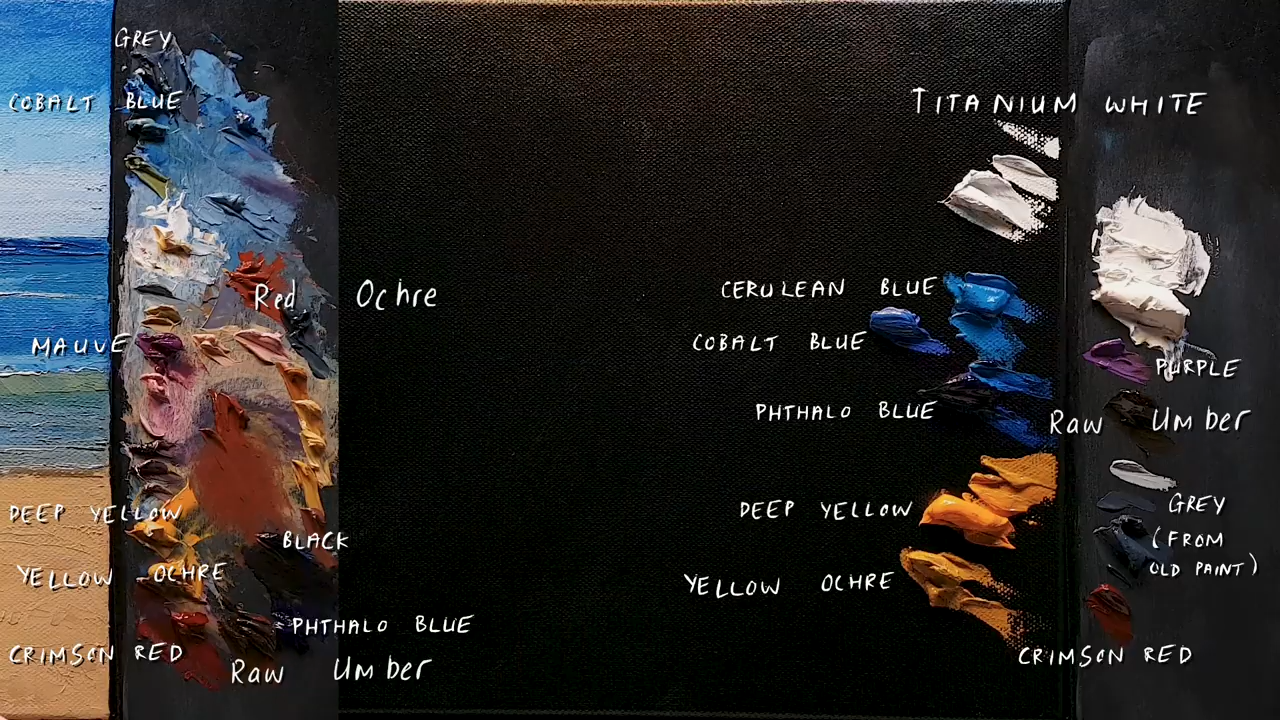 GREY
COBALT BLUE
Red Ochre
MAUVE
DEEP YELLOW
BLACK
YELLOW OCHRE
PHTHALO BLUE
CRIMSON RED
Raw Umber
TITANIUM WHITE
CERULEAN BLUE
COBALT BLUE
PURPLE
PHTHALO BLUE
Raw Umber
DEEP YELLOW
GREY
(FROM
OLD PAINT)
YELLOW OCHRE
CRIMSON RED